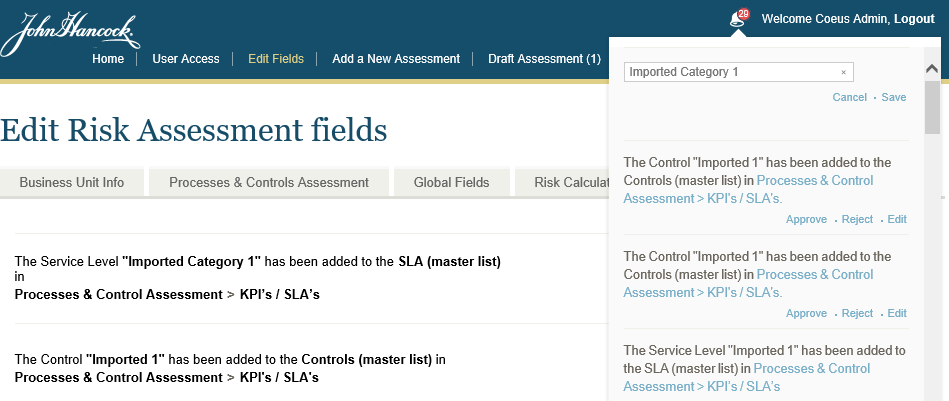 John Hancock.
29
Welcome Coeus Admin, Logout
Home
User Access
Edit Fields
Add a New Assessment
Draft Assessment (1)
Edit Risk Assessment fields
Business Unit Info
Processes & Controls Assessment
Global Fields
Risk Calculat
The Service Level "Imported Category 1" has been added to the SLA (master list)
in
Processes & Control Assessment > KPI's / SLA's
The Control "Imported 1" has been added to the Controls (master list) in
Processes & Control Assessment > KPI's / SLA's
Imported Category 1 ×
Cancel • Save
The Control "Imported 1" has been added to the
Controls (master list) in Processes & Control
Assessment > KPI's / SLA's.
Approve • Reject • Edit
The Control "Imported 1" has been added to the
Controls (master list) in Processes & Control
Assessment > KPI's / SLA's.
Approve • Reject • Edit
The Service Level "Imported 1" has been added to
the SLA (master list) in Processes & Control
Assessment > KPI's / SLA's